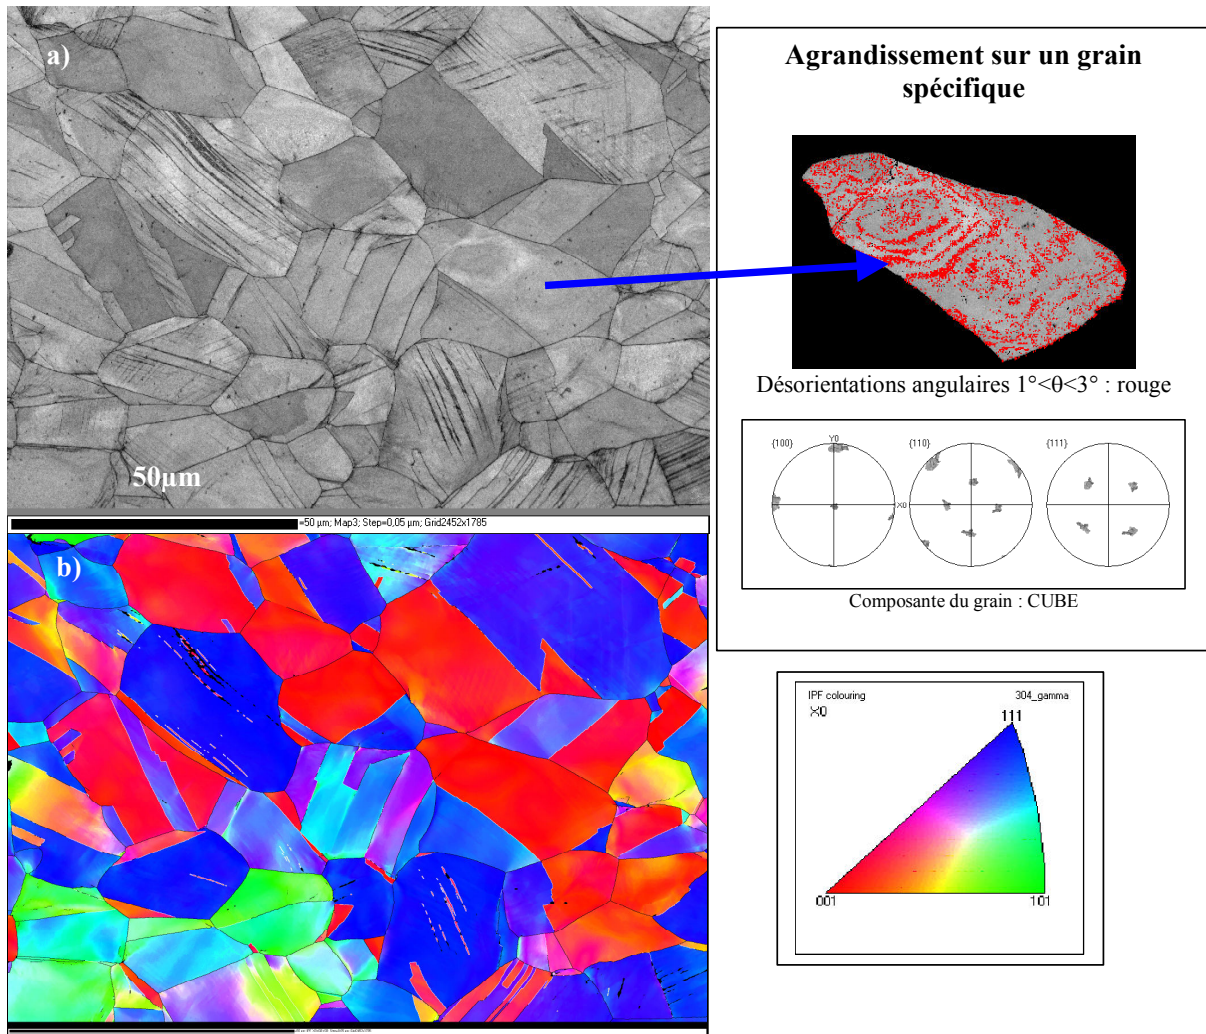 a)
50µm
=50 µm; Map3; Step=0,05 µm; Grid2452x1785
b)
Agrandissement sur un grain
spécifique
Désorientations angulaires 1°<θ<3° : rouge
{100}
Y0
{110}
X0
{111}
Composante du grain : CUBE
IPF colouring
304_gamma
X0
111
001
101